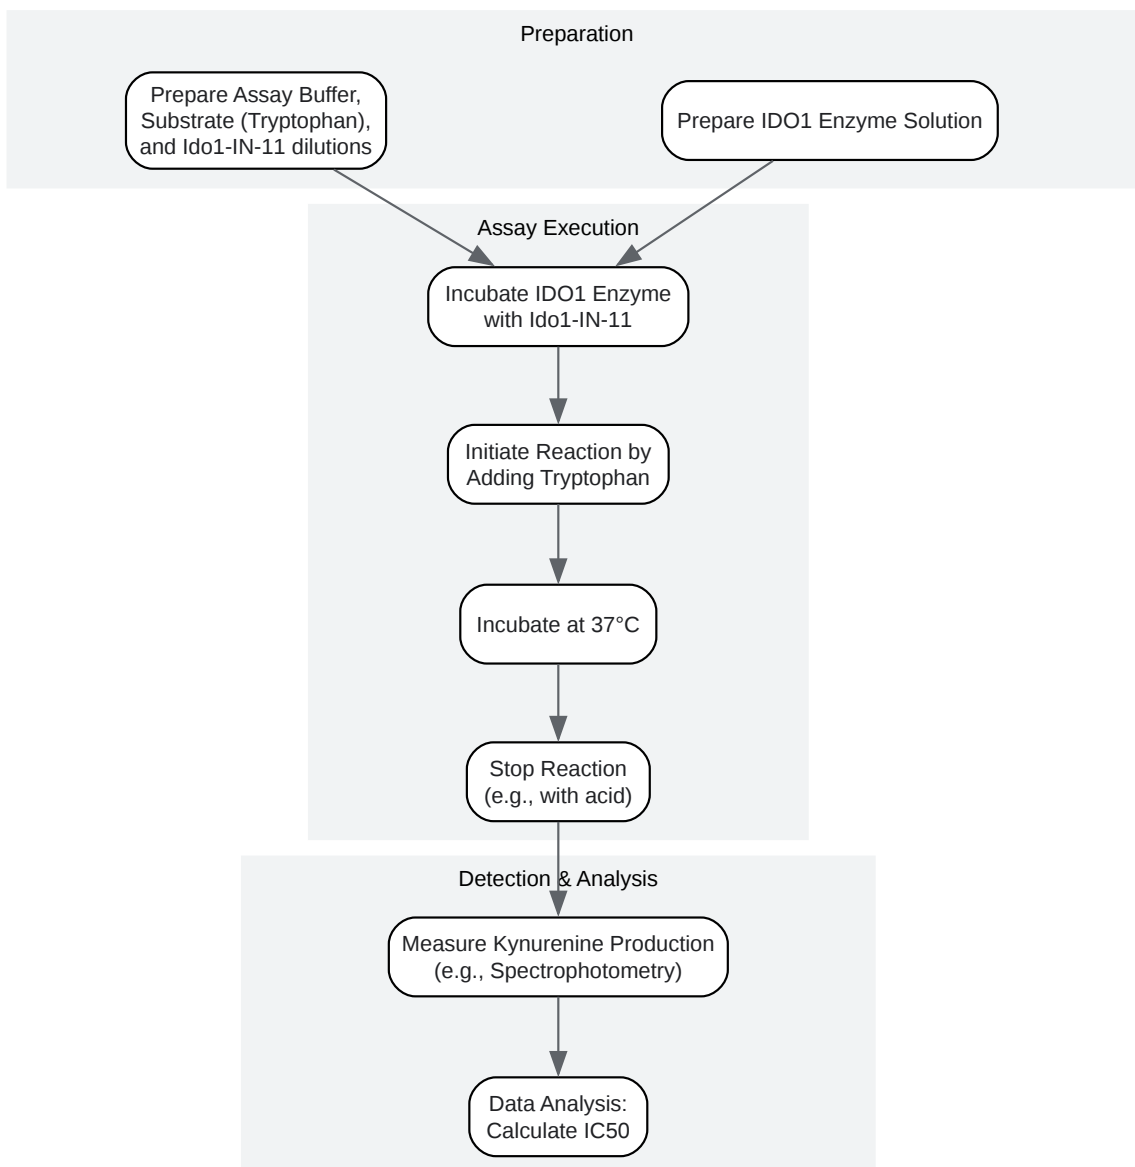 Preparation
Prepare Assay Buffer,
Substrate (Tryptophan),
and Ido1-IN-11 dilutions
Prepare IDO1 Enzyme Solution
Assay Execution
Incubate IDO1 Enzyme
with Ido1-IN-11
Initiate Reaction by
Adding Tryptophan
Incubate at 37°C
Stop Reaction
(e.g., with acid)
Detection & Analysis
Measure Kynurenine Production
(e.g., Spectrophotometry)
Data Analysis:
Calculate IC50